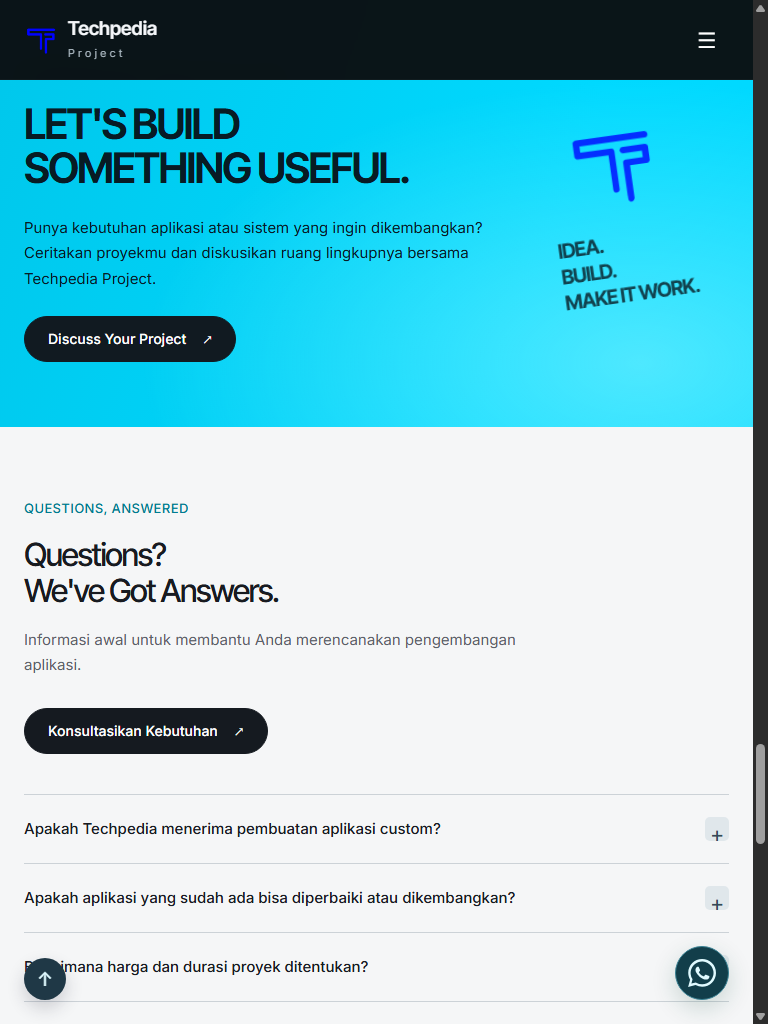 Techpedia
Project
LET'S BUILD
SOMETHING USEFUL.
Punya kebutuhan aplikasi atau sistem yang ingin dikembangkan?
Ceritakan proyekmu dan diskusikan ruang lingkupnya bersama
Techpedia Project.
Discuss Your Project ↗
IDEA.
BUILD.
MAKE IT WORK.
QUESTIONS, ANSWERED
Questions?
We've Got Answers.
Informasi awal untuk membantu Anda merencanakan pengembangan
aplikasi.
Konsultasikan Kebutuhan ↗
Apakah Techpedia menerima pembuatan aplikasi custom?
Apakah aplikasi yang sudah ada bisa diperbaiki atau dikembangkan?
harga dan durasi proyek ditentukan?